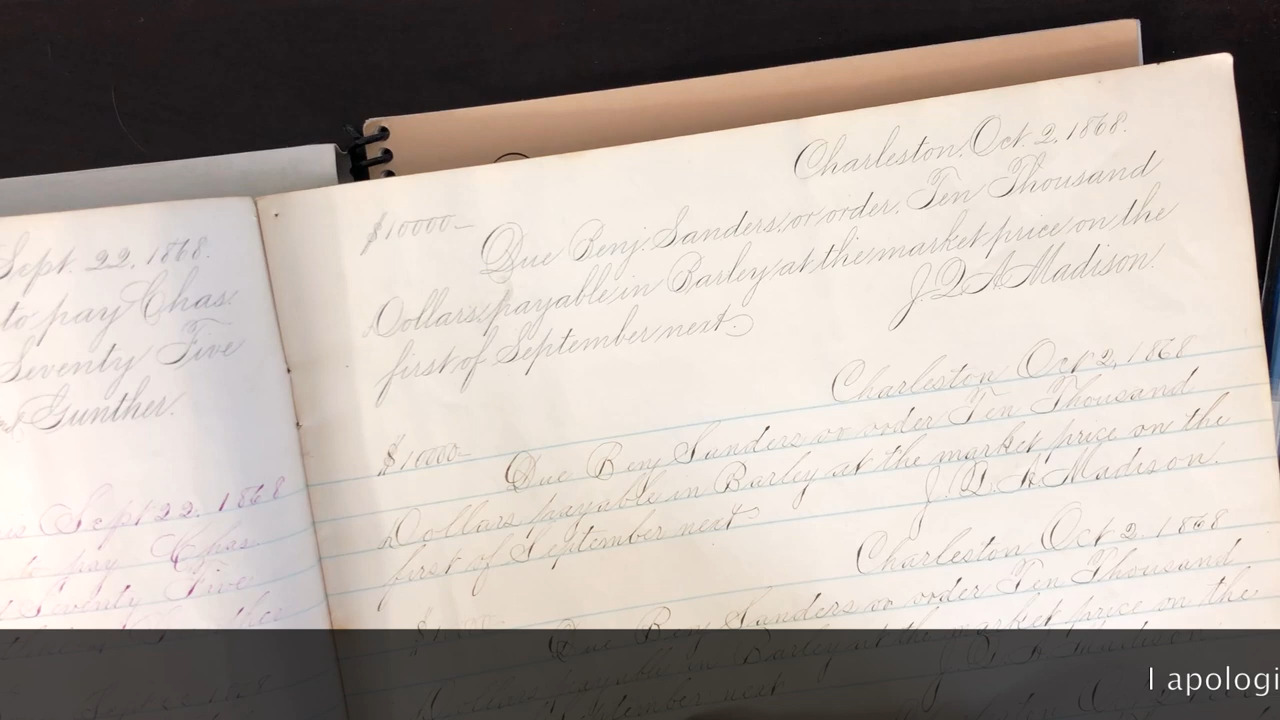 Sept. 22, 1868.
to pay Chas.
Seventy Five
Gunther.
Sept 22, 1868
to pay Chas.
Seventy Five
Charleston, Oct. 2, 1868.
$10000-
Due Benj. Sanders, or order, Ten Thousand
Dollars, payable in Barley at the market price on the
first of September next.
J. Q. A. Madison.
Charleston Oct 2, 1868
$10000-
Due Benj Sanders or order Ten Thousand
Dollars payable in Barley at the market price on the
first of September next
J. Q. A. Madison.
Charleston Oct 2, 1868
Due Benj Sanders or order Ten Thousand
payable in Barley at the market price on the
September next
J. Q. A. Madison.
I apologi